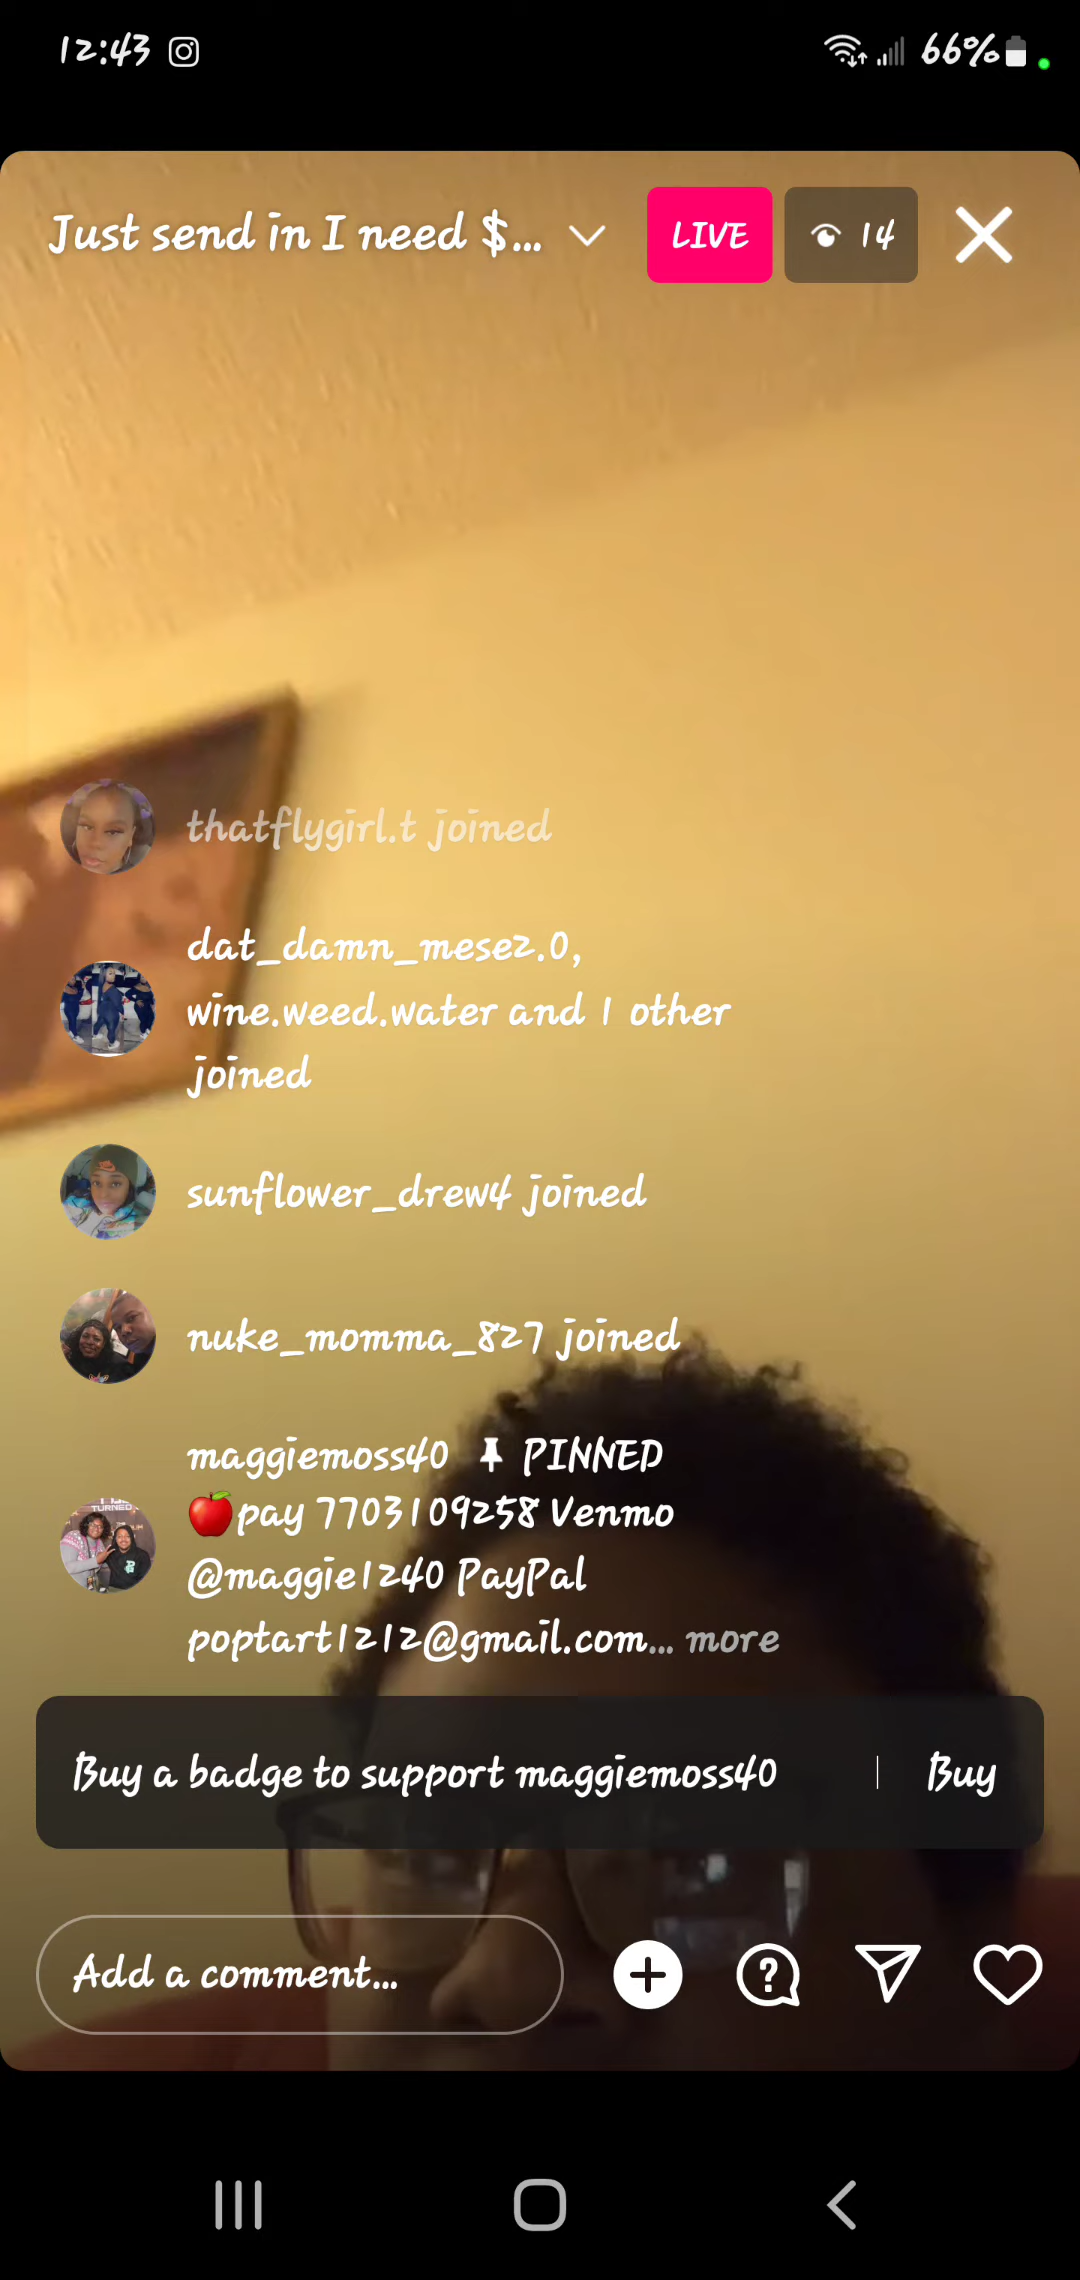 12:43
66%
Just send in I need $...
LIVE
14
thatflygirl.t joined
dat_damn_mese2.0,
wine.weed.water and 1 other
joined
sunflower_drew4 joined
nuke_momma_827 joined
maggiemoss40 📌 PINNED
🍎pay 7703109258 Venmo
@maggie1240 PayPal
poptart1212@gmail.com... more
TURNED
Buy a badge to support maggiemoss40
Buy
Add a comment...